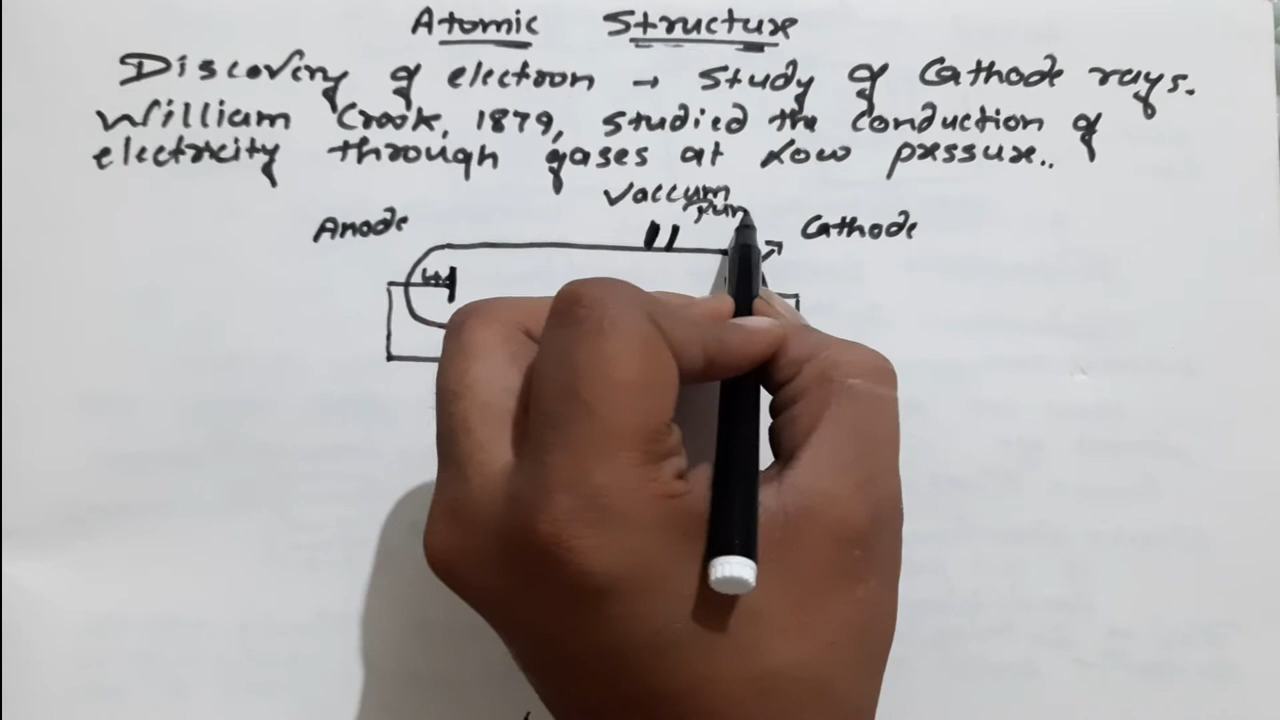 Atomic Structure
Discovery of electron → Study of Cathode rays.
William Crook, 1879, studied the conduction of
electricity through gases at low pressure..
Vaccum
Pum
Anode
Cathode